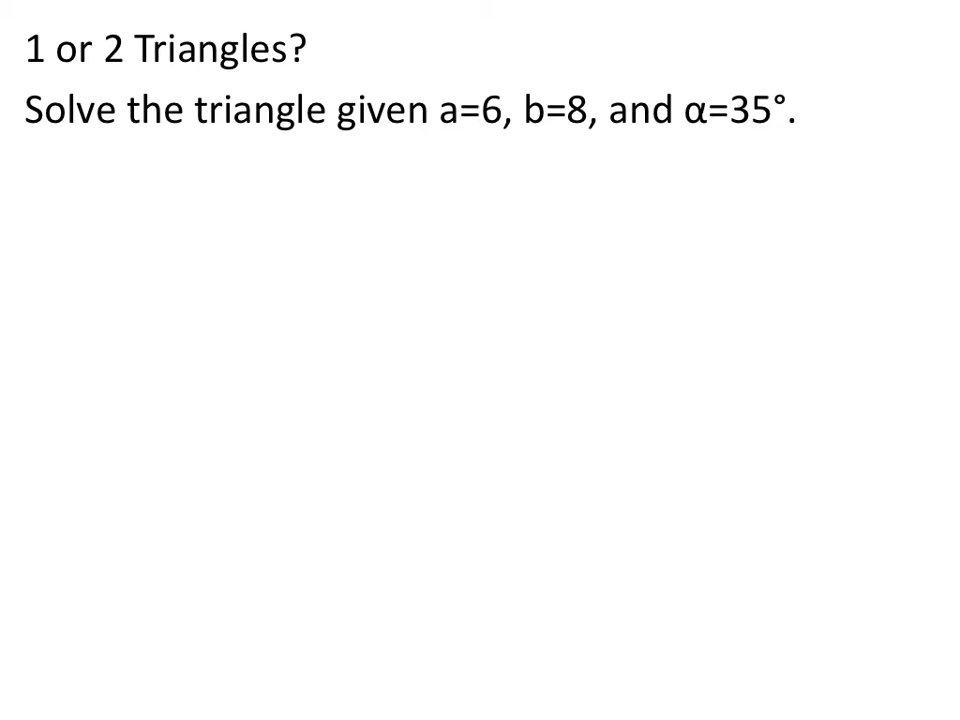 1 or 2 Triangles?
Solve the triangle given a=6, b=8, and α=35°.